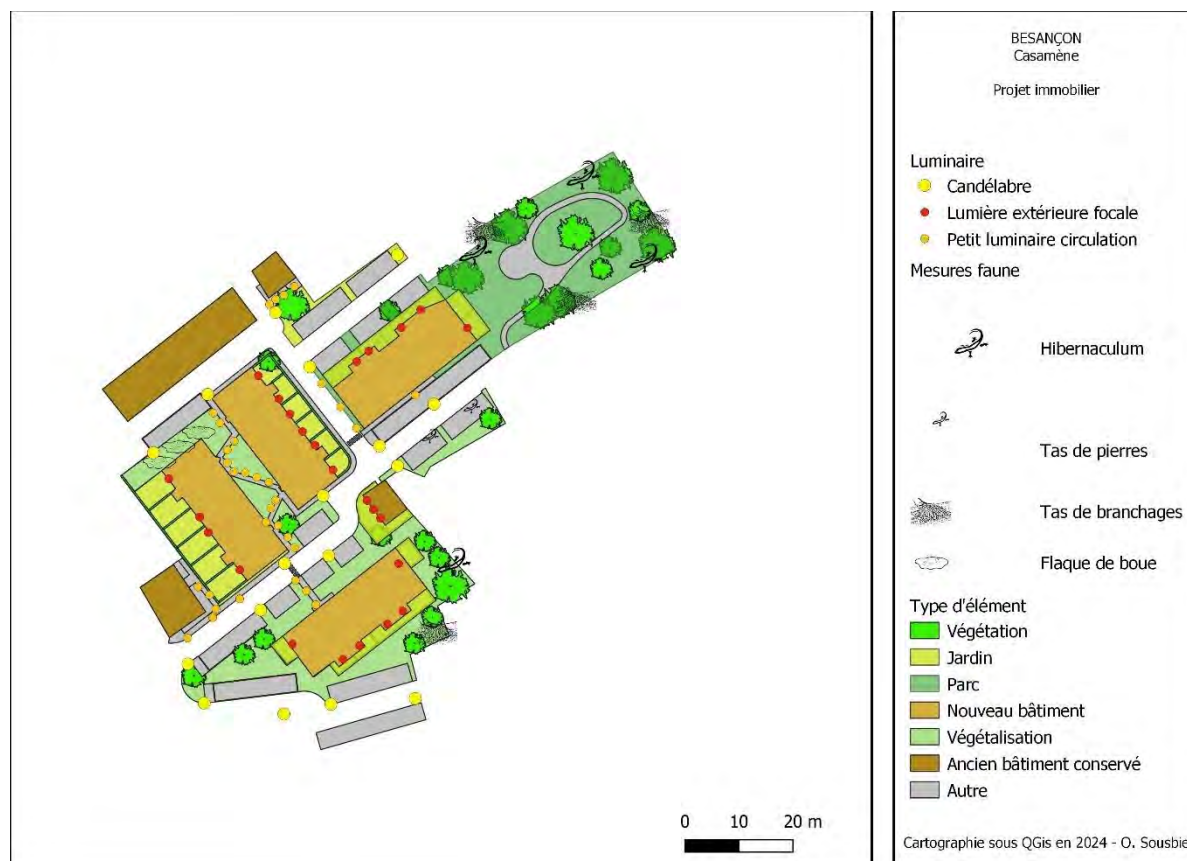 BESANÇON
Casamène
Projet immobilier
Luminaire
Candélabre
Lumière extérieure focale
Petit luminaire circulation
Mesures faune
Hibernaculum
Tas de pierres
Tas de branchages
Flaque de boue
Type d'élément
Végétation
Jardin
Parc
Nouveau bâtiment
Végétalisation
Ancien bâtiment conservé
Autre
0 10 20 m
Cartographie sous QGis en 2024 - O. Sousbie